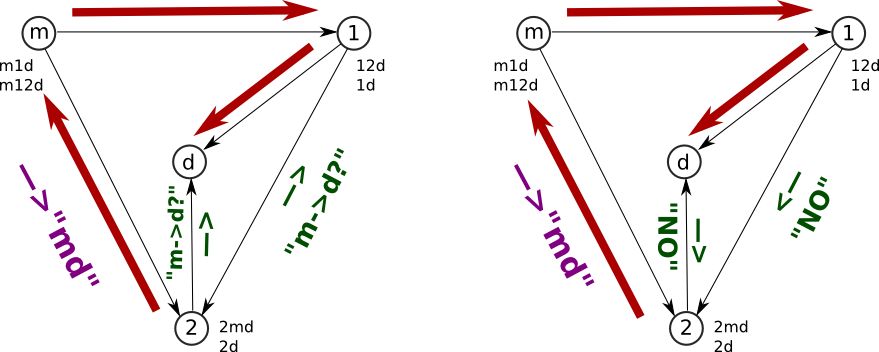 m
1
m1d
m12d
12d
1d
d
—>"md"
"m->d?"
—>
—>
"m->d?"
2
2md
2d
m
1
m1d
m12d
12d
1d
d
—>"md"
"NO"
—>
—>
"NO"
2
2md
2d